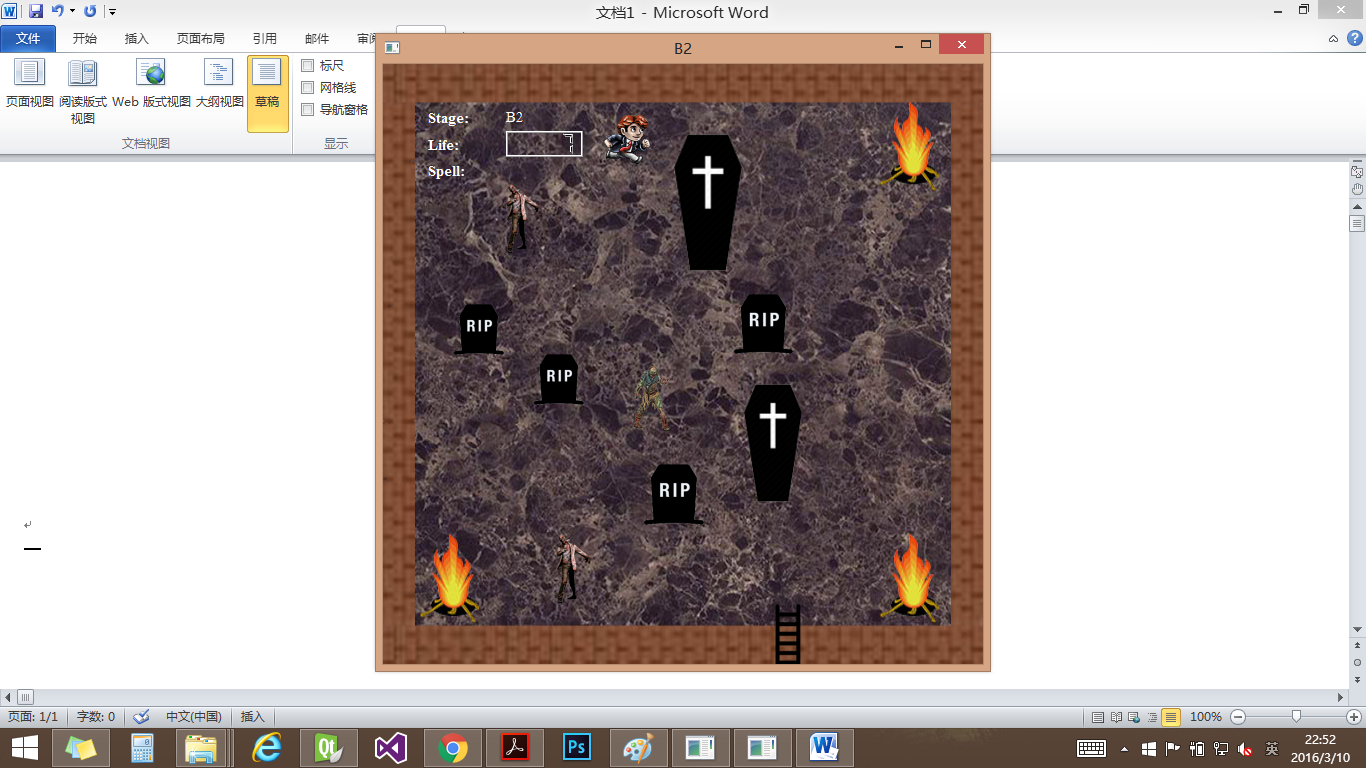 文档1 - Microsoft Word
文件 开始 插入 页面布局 引用 邮件 审阅
页面视图 阅读版式视图 Web 版式视图 大纲视图 草稿
标尺
网格线
导航窗格
文档视图 显示
B2
Stage: B2
Life: 7
Spell:
RIP
RIP
RIP
RIP
页面: 1/1 字数: 0 中文(中国) 插入 100%
Qt
Ps
英
22:52
2016/3/10